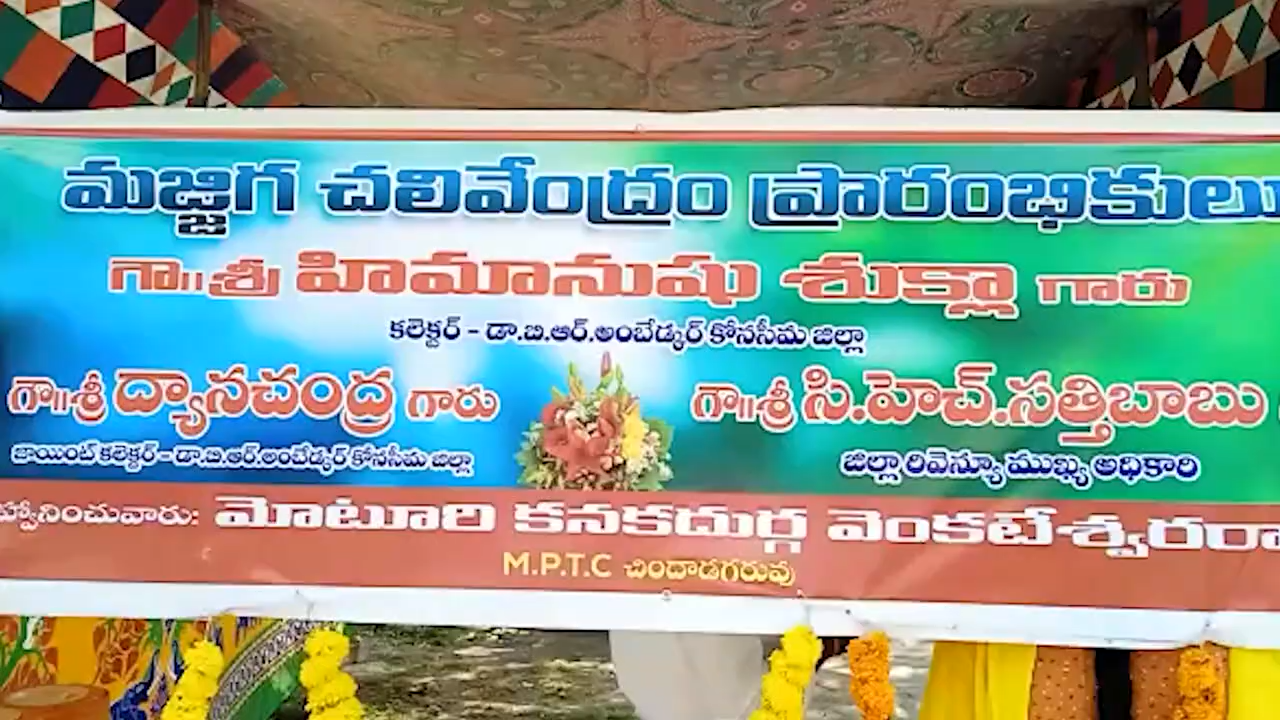 మజ్జిగ చలివేంద్రం ప్రారంభికులు
గౌ॥శ్రీ హిమానుషు శుక్లా గారు
కలెక్టర్ - డా.బి.ఆర్.అంబేడ్కర్ కోనసీమ జిల్లా
గౌ॥శ్రీ ద్యానచంద్ర గారు
జాయింట్ కలెక్టర్ - డా.బి.ఆర్.అంబేడ్కర్ కోనసీమ జిల్లా
గౌ॥శ్రీ సి.హెచ్.సత్తిబాబు
జిల్లా రివెన్యూ ముఖ్య అధికారి
హ్వానించువారు: మోటూరి కనకదుర్గ వెంకటేశ్వరరా
M.P.T.C చిందాడగరువు